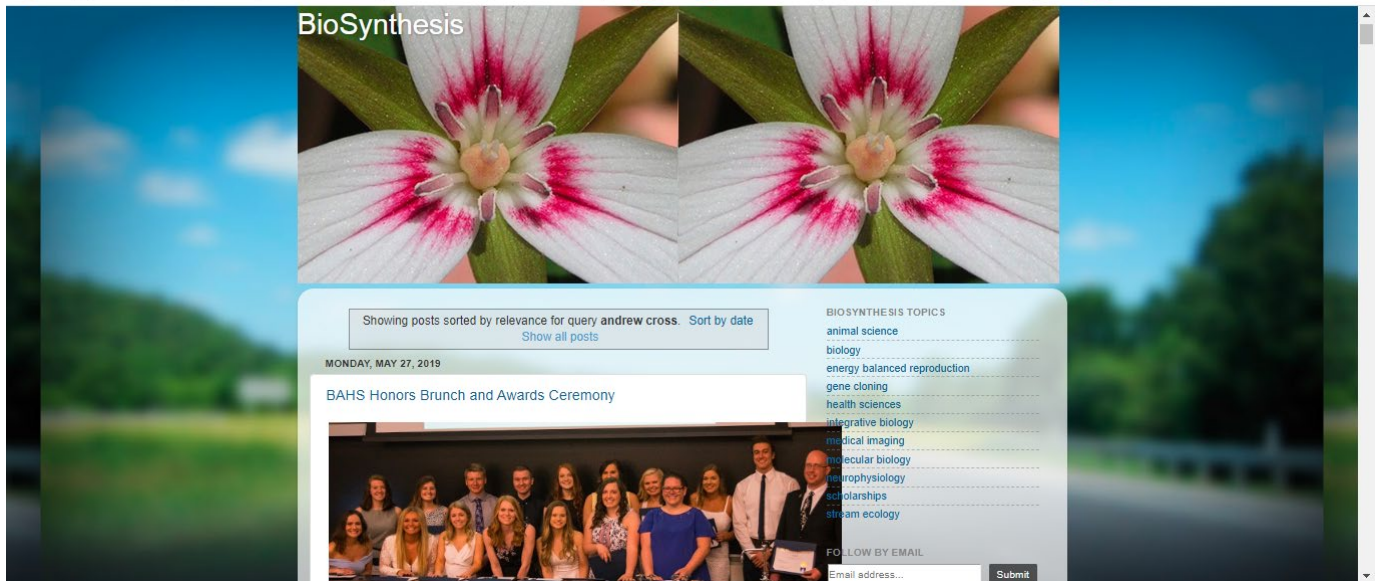 BioSynthesis
Showing posts sorted by relevance for query andrew cross. Sort by date
Show all posts
MONDAY, MAY 27, 2019
BAHS Honors Brunch and Awards Ceremony
BIOSYNTHESIS TOPICS
animal science
biology
energy balanced reproduction
gene cloning
health sciences
integrative biology
medical imaging
molecular biology
neurophysiology
scholarships
stream ecology
FOLLOW BY EMAIL
Email address...
Submit